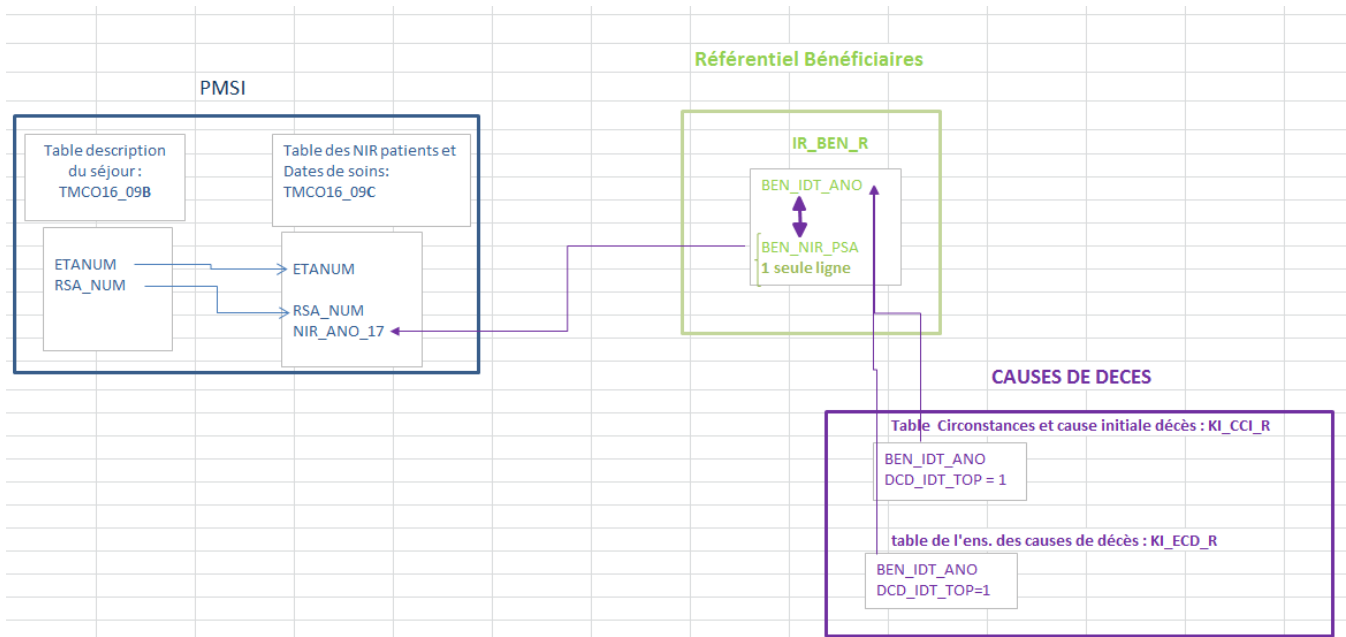 Référentiel Bénéficiaires
PMSI
Table description
du séjour :
TMCO16_09B
Table des NIR patients et
Dates de soins:
TMCO16_09C
ETANUM
RSA_NUM
ETANUM
RSA_NUM
NIR_ANO_17
IR_BEN_R
BEN_IDT_ANO
BEN_NIR_PSA
1 seule ligne
CAUSES DE DECES
Table Circonstances et cause initiale décès : KI_CCI_R
BEN_IDT_ANO
DCD_IDT_TOP = 1
table de l'ens. des causes de décès : KI_ECD_R
BEN_IDT_ANO
DCD_IDT_TOP=1